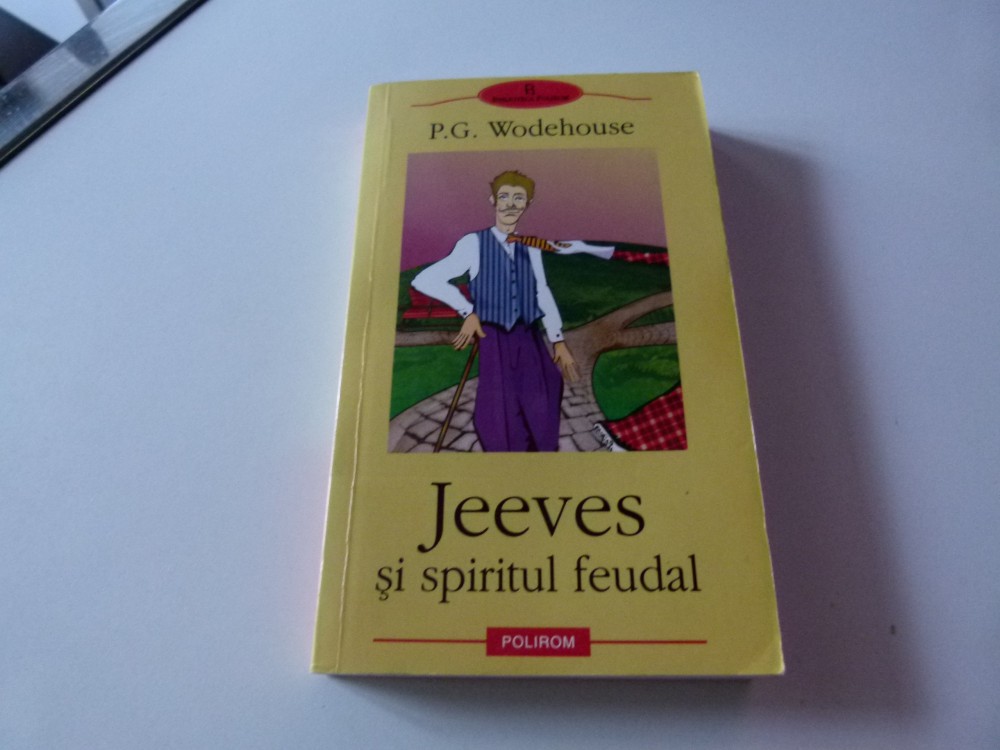 P.G. Wodehouse
Jeeves
şi spiritul feudal
POLIROM